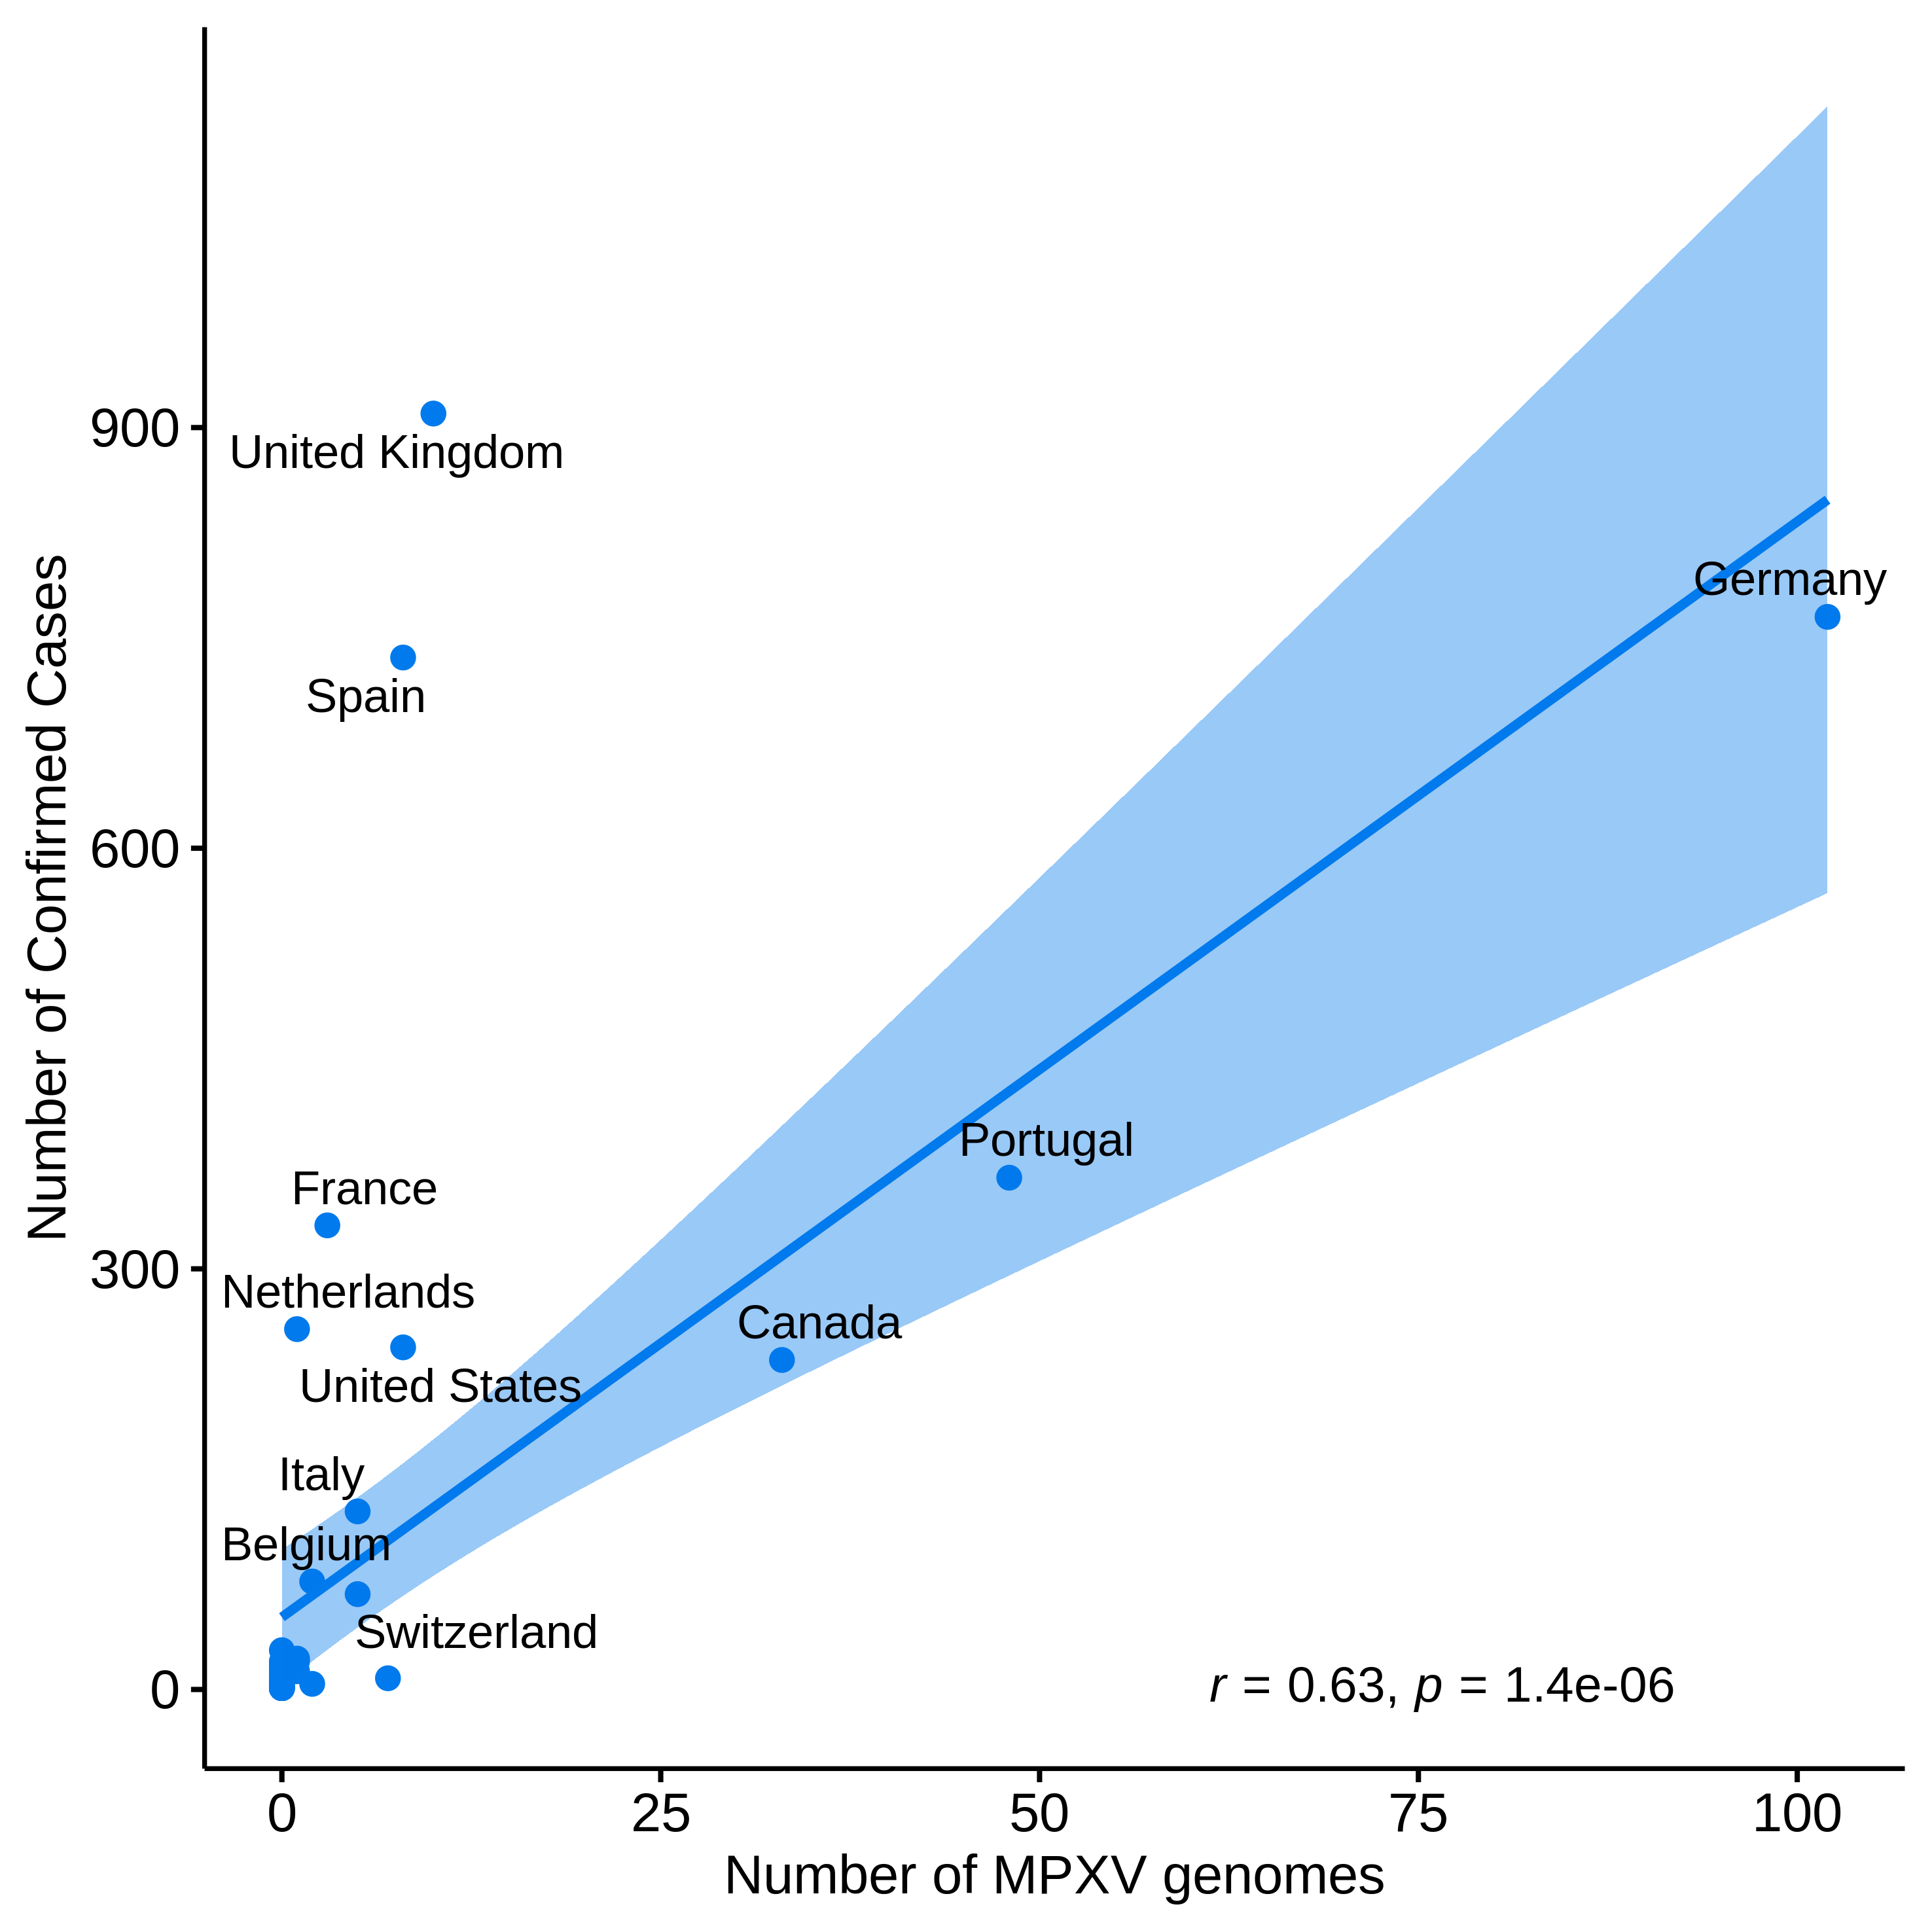 900
United Kingdom
Germany
Spain
600
Number of Confirmed Cases
Portugal
France
300
Netherlands
Canada
United States
Italy
Belgium
Switzerland
0
r = 0.63, p = 1.4e-06
0 25 50 75 100
Number of MPXV genomes